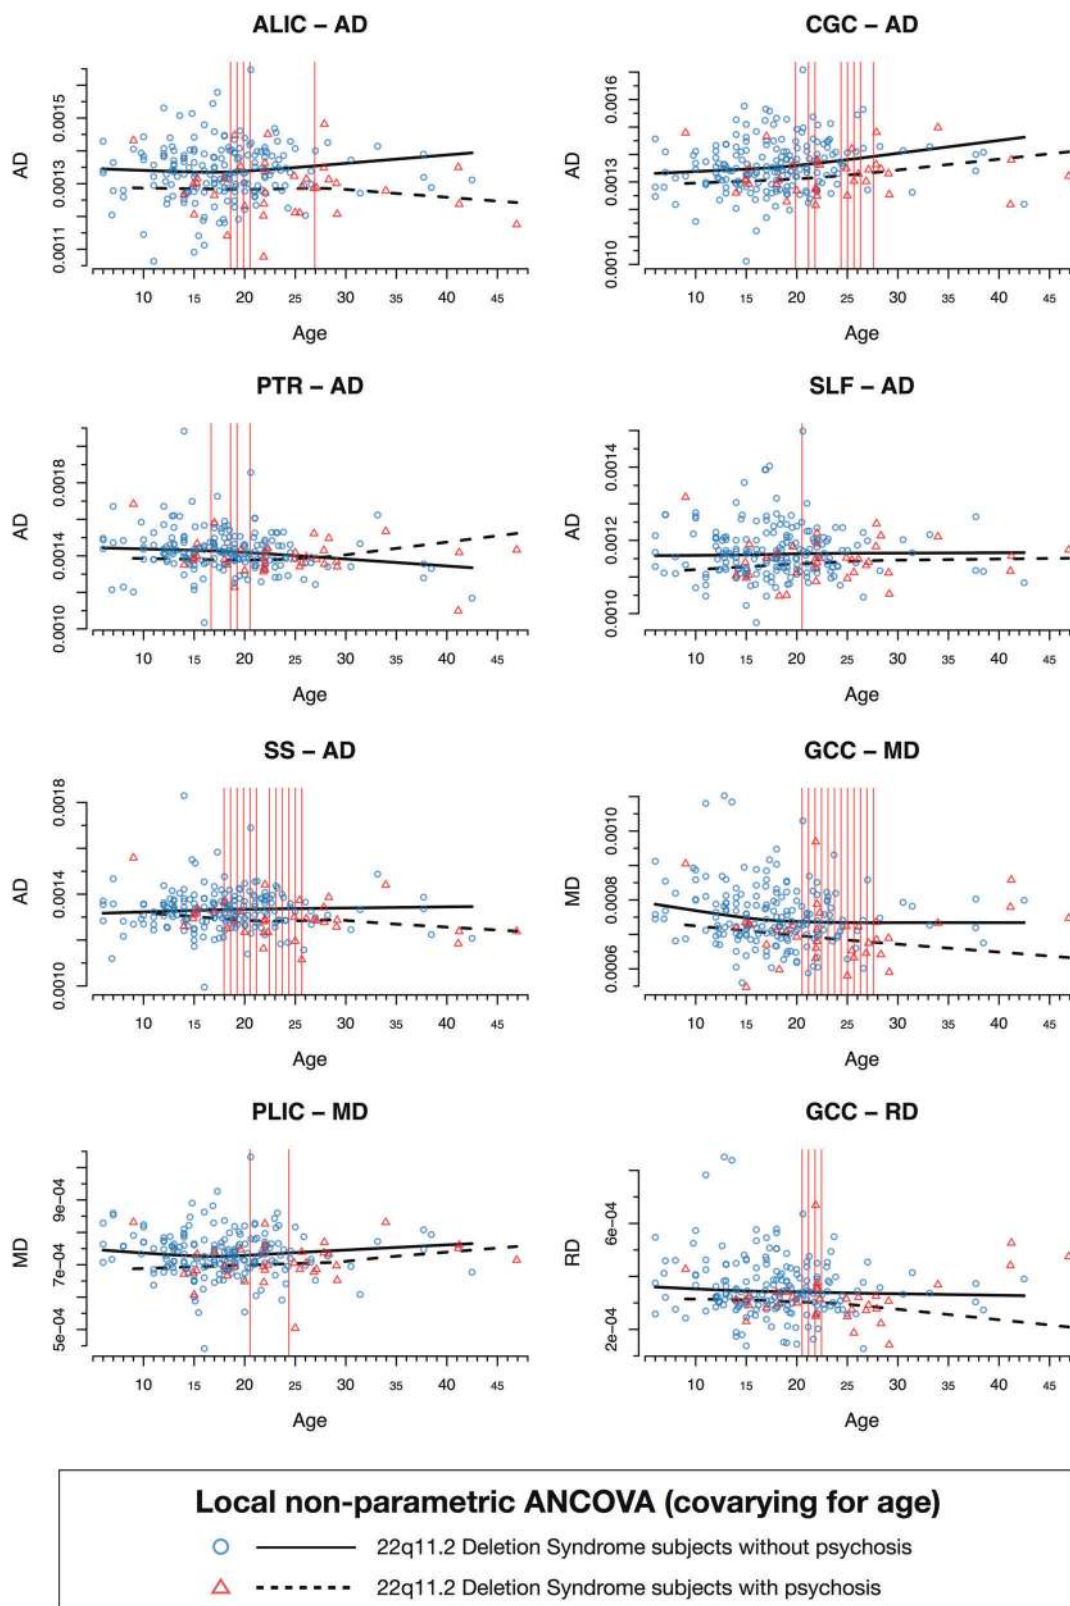 ALIC – AD
CGC – AD
AD
0.0011 0.0013 0.0015
10 15 20 25 30 35 40 45
Age
AD
0.0010 0.0013 0.0016
10 15 20 25 30 35 40 45
Age
PTR – AD
SLF – AD
AD
0.0010 0.0014 0.0018
10 15 20 25 30 35 40 45
Age
AD
0.0010 0.0012 0.0014
10 15 20 25 30 35 40 45
Age
SS – AD
GCC – MD
AD
0.0010 0.0014 0.0018
10 15 20 25 30 35 40 45
Age
MD
0.0006 0.0008 0.0010
10 15 20 25 30 35 40 45
Age
PLIC – MD
GCC – RD
MD
5e–04 7e–04 9e–04
10 15 20 25 30 35 40 45
Age
RD
2e–04 6e–04
10 15 20 25 30 35 40 45
Age
Local non-parametric ANCOVA (covarying for age)
22q11.2 Deletion Syndrome subjects without psychosis
22q11.2 Deletion Syndrome subjects with psychosis